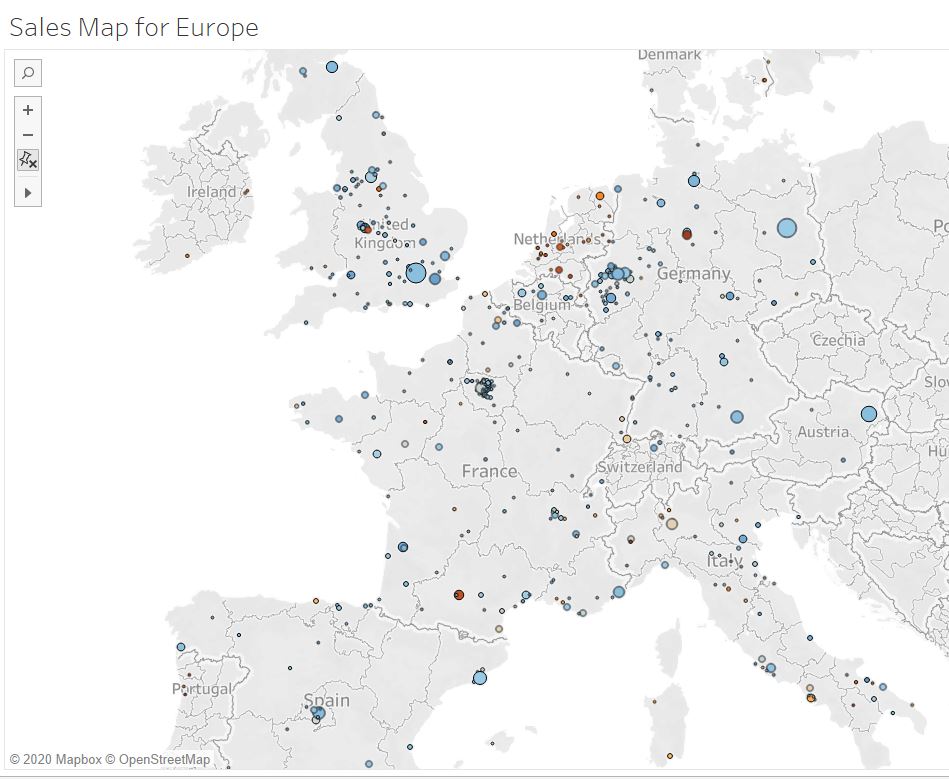 Sales Map for Europe
Denmark
Ireland
United
Kingdom
Netherlands
Germany
Belgium
Czechia
Austria
France
Switzerland
Italy
Portugal
Spain
Po
Slo
Hu
© 2020 Mapbox © OpenStreetMap